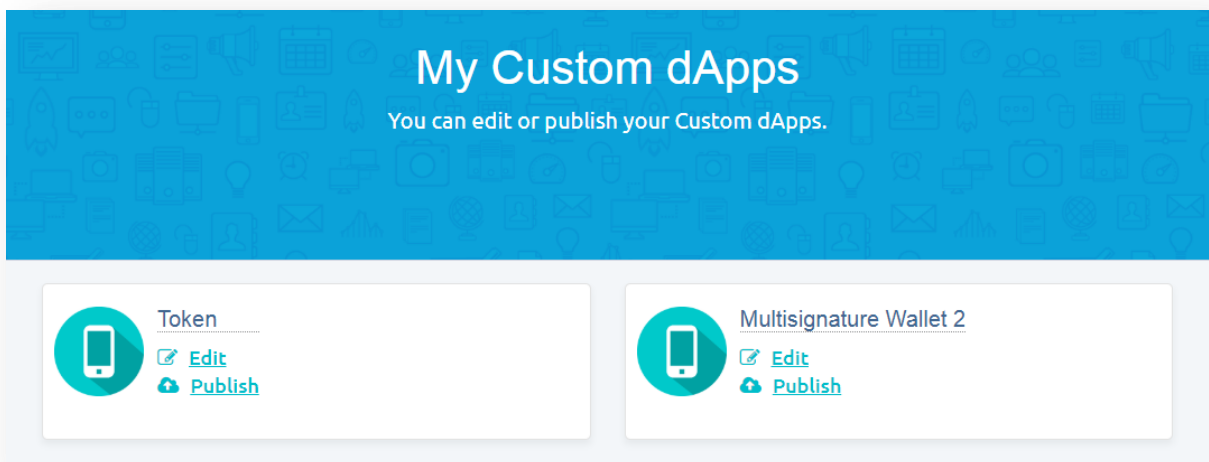 My Custom dApps
You can edit or publish your Custom dApps.
Token
Edit
Publish
Multisignature Wallet 2
Edit
Publish